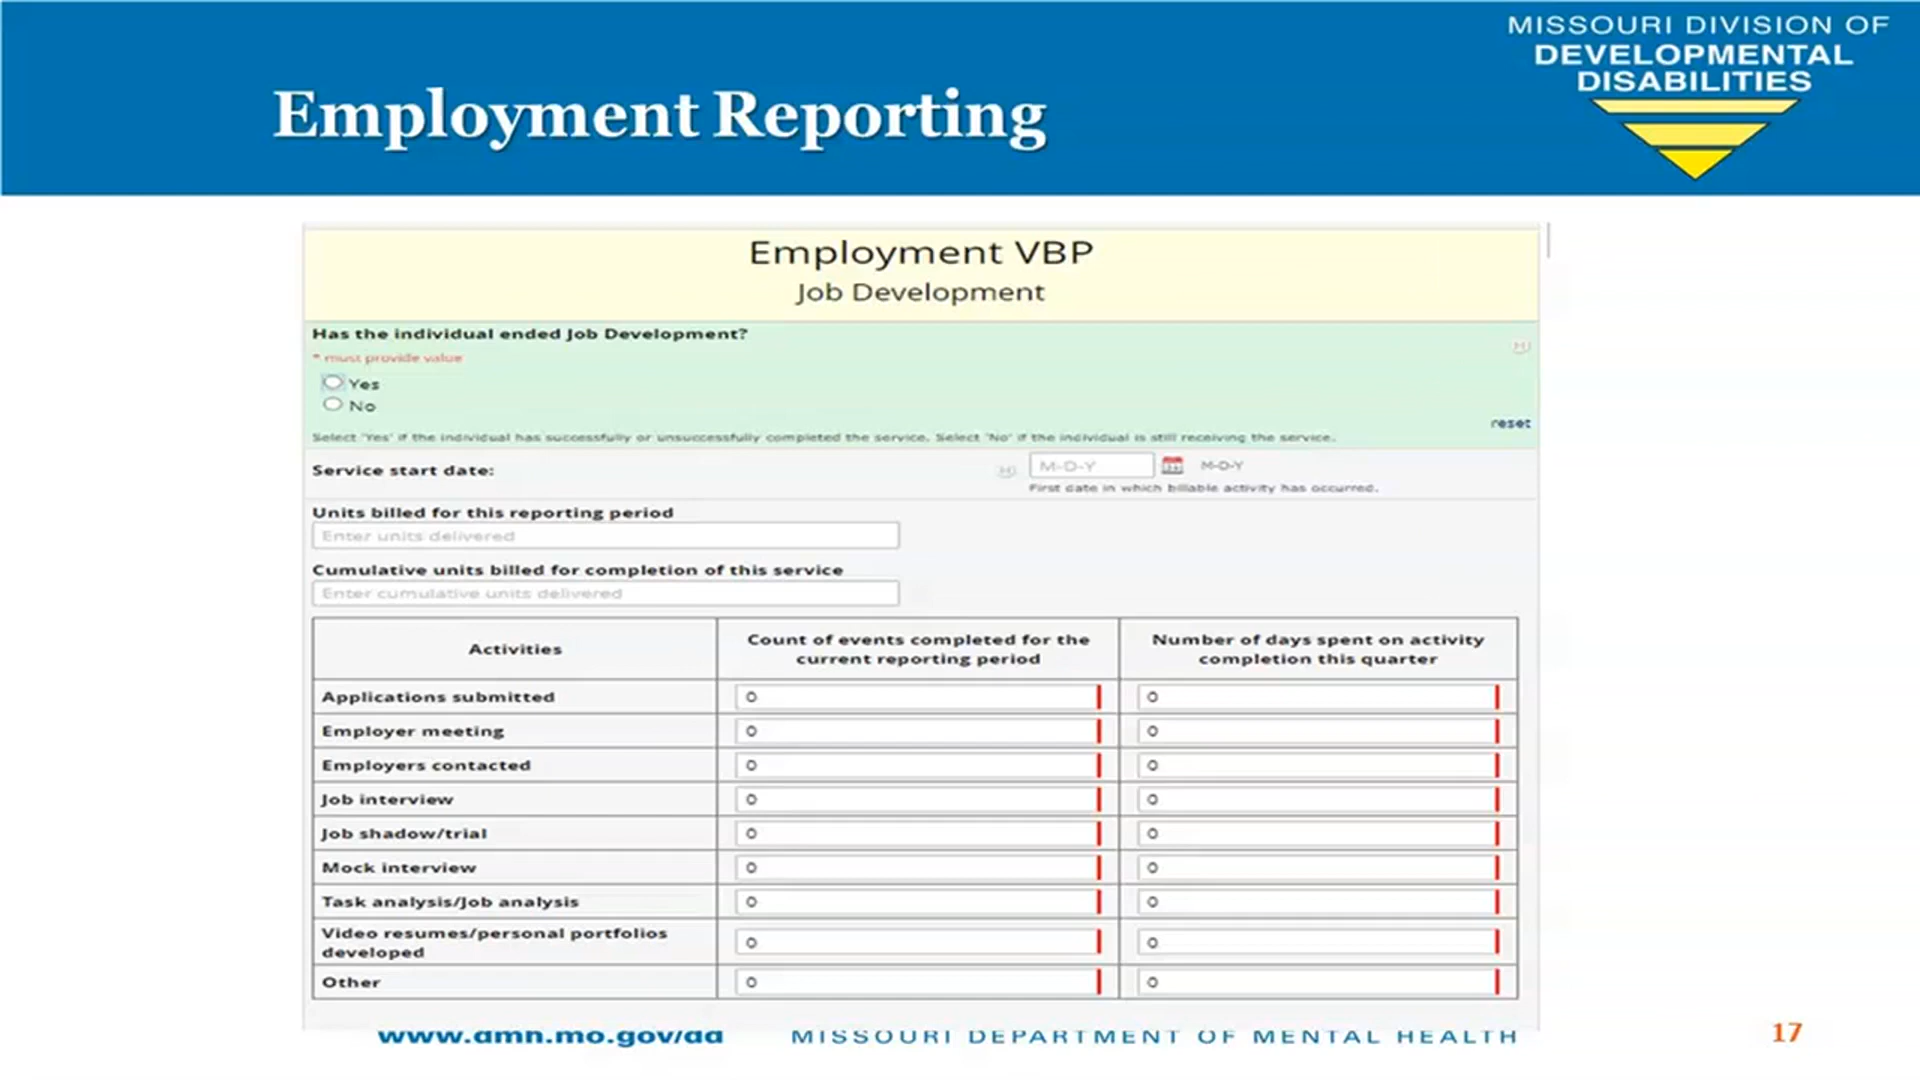 MISSOURI DIVISION OF
DEVELOPMENTAL
DISABILITIES
Employment Reporting
Employment VBP
Job Development
Has the individual ended Job Development?
* must provide value
Yes
No
reset
Select 'Yes' if the individual has successfully or unsuccessfully completed the service. Select 'No' if the individual is still receiving the service.
Service start date:
M-D-Y
M-D-Y
First date in which billable activity has occurred.
Units billed for this reporting period
Enter units delivered
Cumulative units billed for completion of this service
Enter cumulative units delivered
Activities
Count of events completed for the
current reporting period
Number of days spent on activity
completion this quarter
Applications submitted 0 0
Employer meeting 0 0
Employers contacted 0 0
Job interview 0 0
Job shadow/trial 0 0
Mock interview 0 0
Task analysis/Job analysis 0 0
Video resumes/personal portfolios
developed 0 0
Other 0 0
www.dmh.mo.gov/dd MISSOURI DEPARTMENT OF MENTAL HEALTH 17